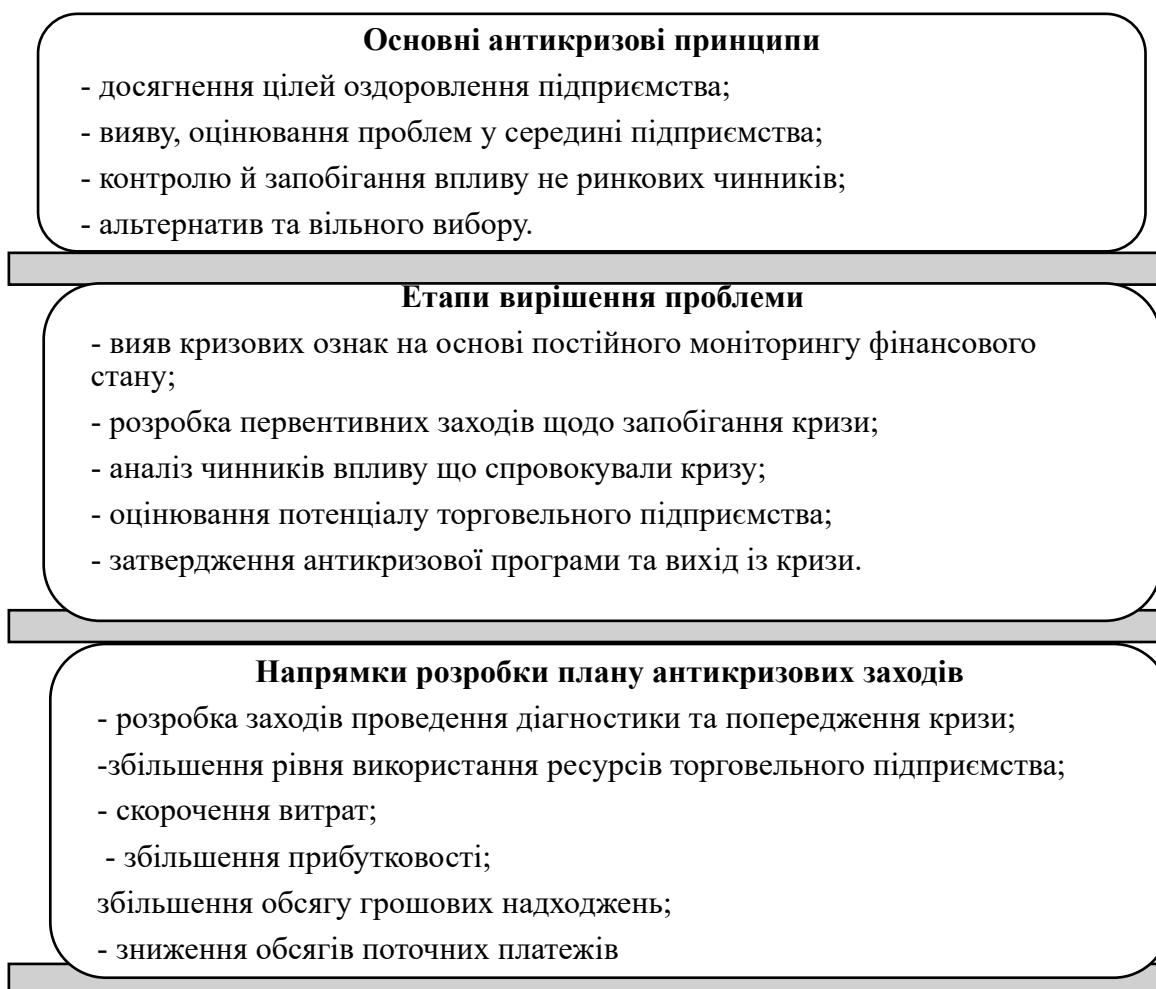 Основні антикризові принципи
- досягнення цілей оздоровлення підприємства;
- вияву, оцінювання проблем у середині підприємства;
- контролю й запобігання впливу не ринкових чинників;
- альтернатив та вільного вибору.
Етапи вирішення проблеми
- вияв кризових ознак на основі постійного моніторингу фінансового
стану;
- розробка первентивних заходів щодо запобігання кризи;
- аналіз чинників впливу що спровокували кризу;
- оцінювання потенціалу торговельного підприємства;
- затвердження антикризової програми та вихід із кризи.
Напрямки розробки плану антикризових заходів
- розробка заходів проведення діагностики та попередження кризи;
-збільшення рівня використання ресурсів торговельного підприємства;
- скорочення витрат;
- збільшення прибутковості;
збільшення обсягу грошових надходжень;
- зниження обсягів поточних платежів